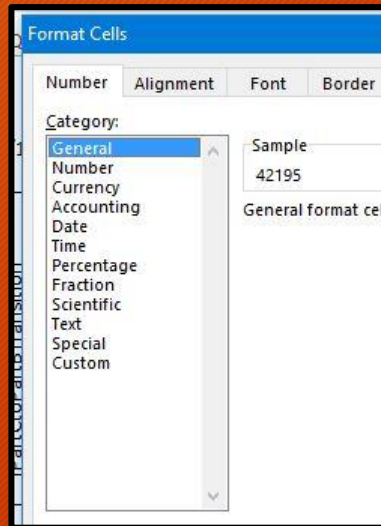 Format Cells
Number Alignment Font Border
Category:
General
Number
Currency
Accounting
Date
Time
Percentage
Fraction
Scientific
Text
Special
Custom
Sample
42195
General format cel